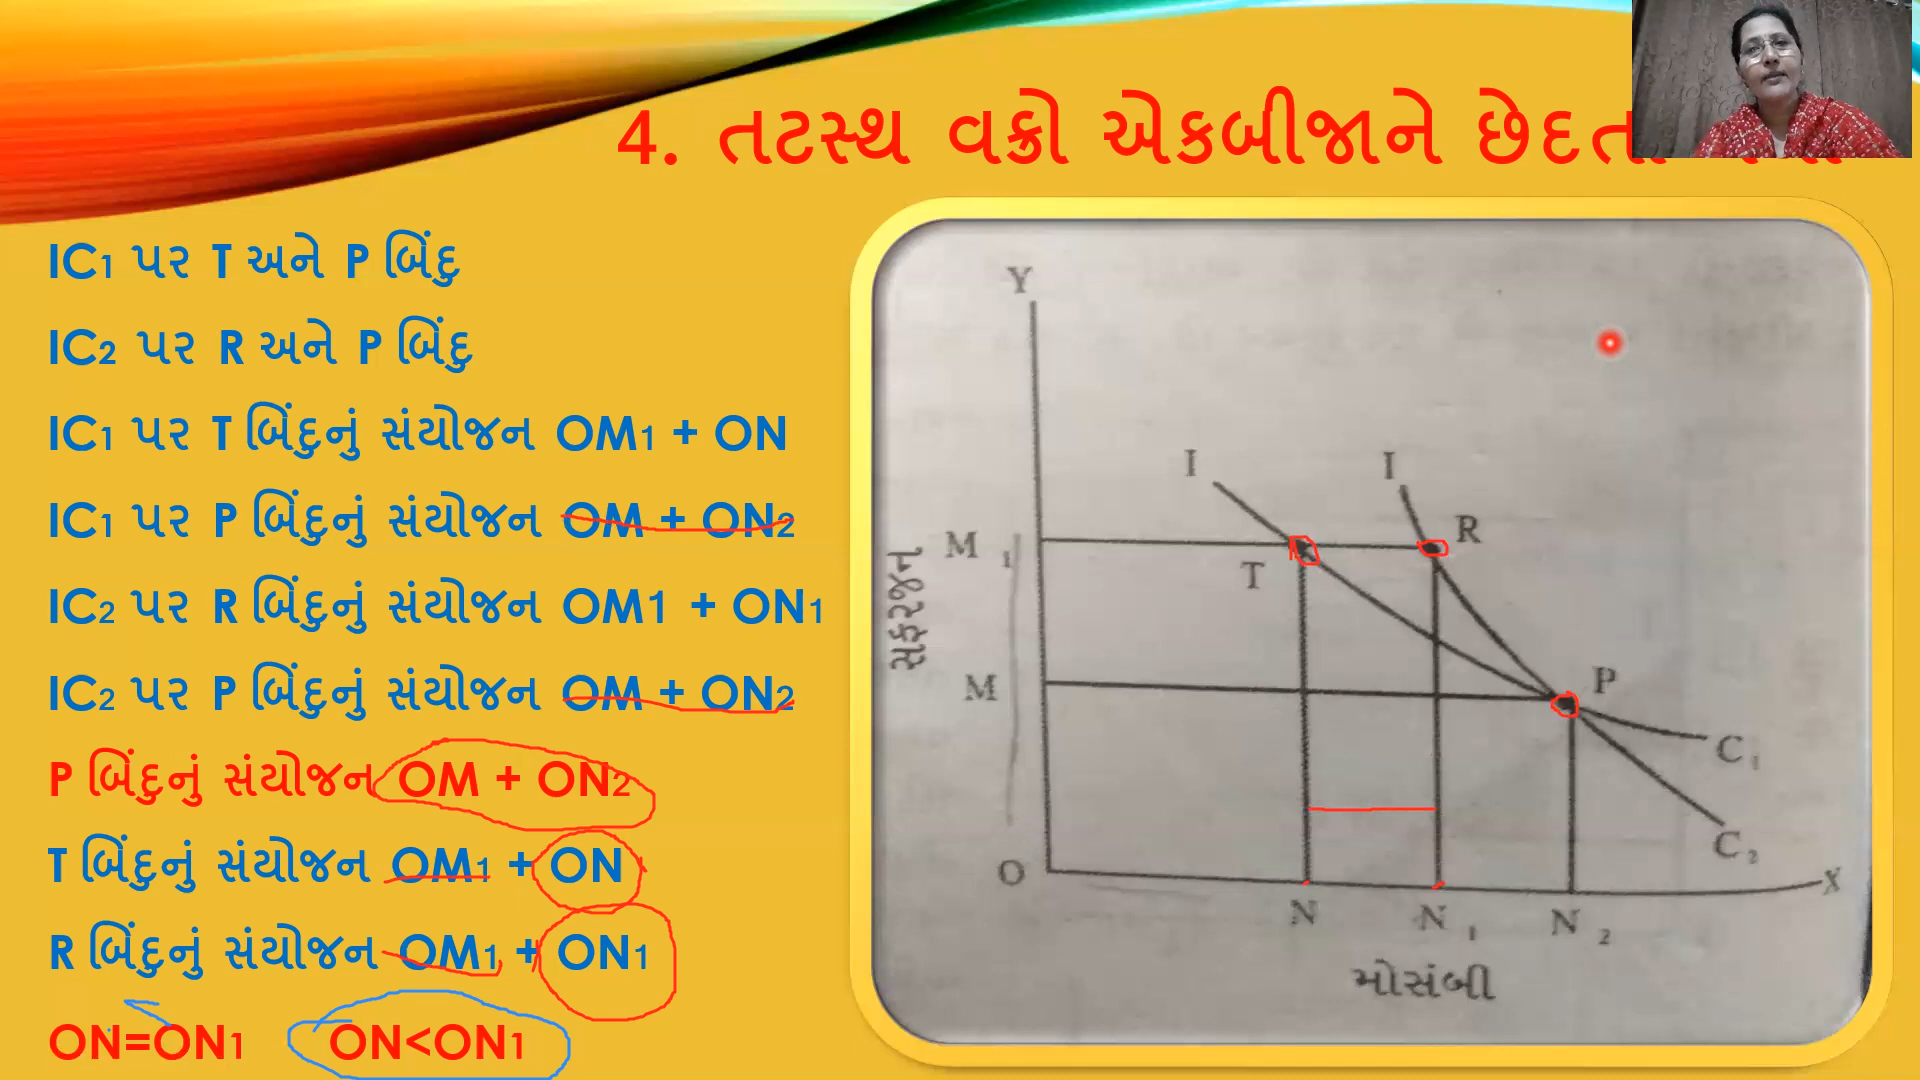 4. તટસ્થ વક્રો એકબીજાને છેદતા
IC1 પર T અને P બિંદુ
IC2 પર R અને P બિંદુ
IC1 પર T બિંદુનું સંયોજન OM1 + ON
IC1 પર P બિંદુનું સંયોજન OM + ON2
IC2 પર R બિંદુનું સંયોજન OM1 + ON1
IC2 પર P બિંદુનું સંયોજન OM + ON2
P બિંદુનું સંયોજન OM + ON2
T બિંદુનું સંયોજન OM1 + ON
R બિંદુનું સંયોજન OM1 + ON1
ON=ON1 ON<ON1
Y
I I
M1 T R
સફરજન
M P
C1
C2
O X
N N1 N2
મોસંબી